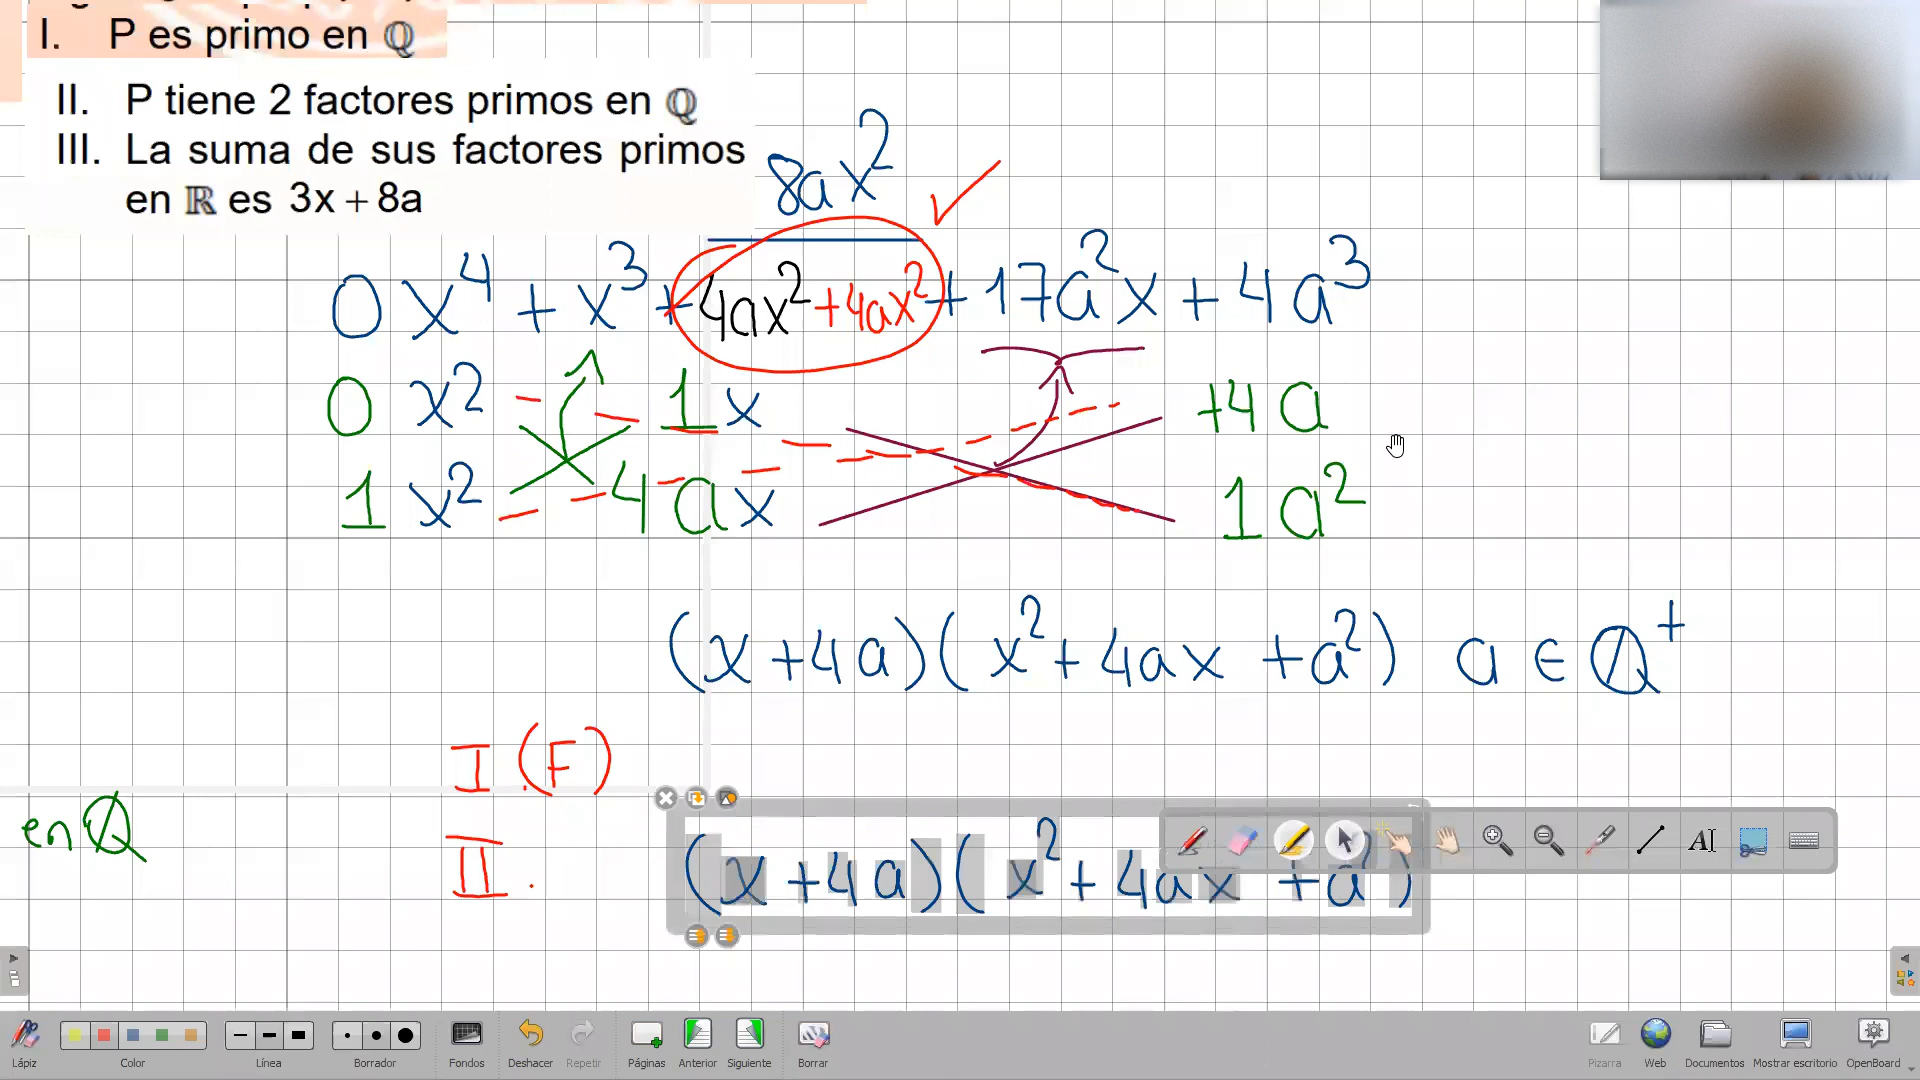 I. P es primo en ℚ
II. P tiene 2 factores primos en ℚ
III. La suma de sus factores primos
en ℝ es 3x + 8a
8ax²
0x⁴ + x³ + 4ax² +4ax² + 17a²x + 4a³
0 x² 1x +4a
1 x² 4ax 1a²
(x +4a)(x² + 4ax + a²) a ∈ ℚ⁺
I. (F)
en ℚ
II.
(x +4a)(x² + 4ax + a²)
Lápiz
Color
Línea
Borrador
Fondos
Deshacer
Repetir
Páginas
Anterior
Siguiente
Borrar
Pizarra
Web
Documentos
Mostrar escritorio
OpenBoard